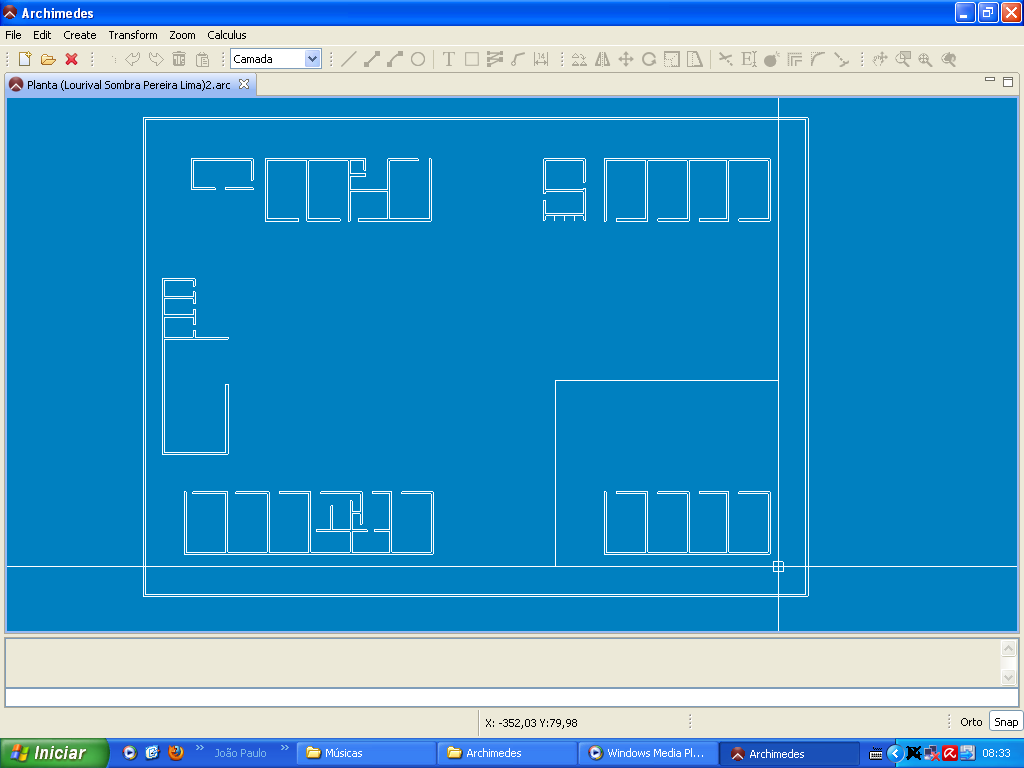 Archimedes
File Edit Create Transform Zoom Calculus
Camada
Planta (Lourival Sombra Pereira Lima)2.arc
X: -352,03 Y:79,98
Orto Snap
Iniciar
João Paulo
Músicas
Archimedes
Windows Media Pl...
Archimedes
08:33